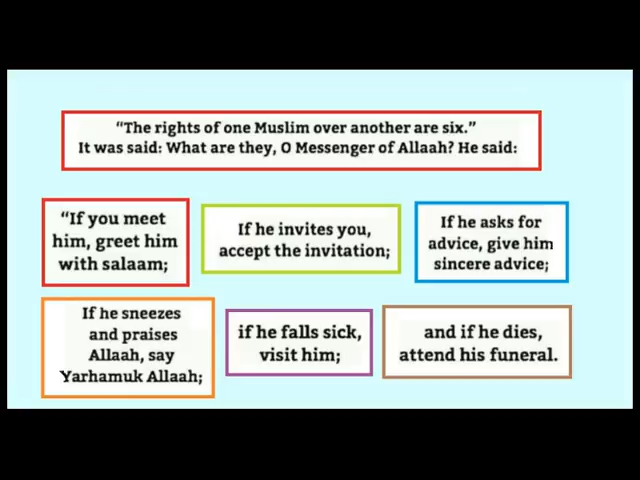 “The rights of one Muslim over another are six.”
It was said: What are they, O Messenger of Allaah? He said:
“If you meet
him, greet him
with salaam;
If he invites you,
accept the invitation;
If he asks for
advice, give him
sincere advice;
If he sneezes
and praises
Allaah, say
Yarhamuk Allaah;
if he falls sick,
visit him;
and if he dies,
attend his funeral.